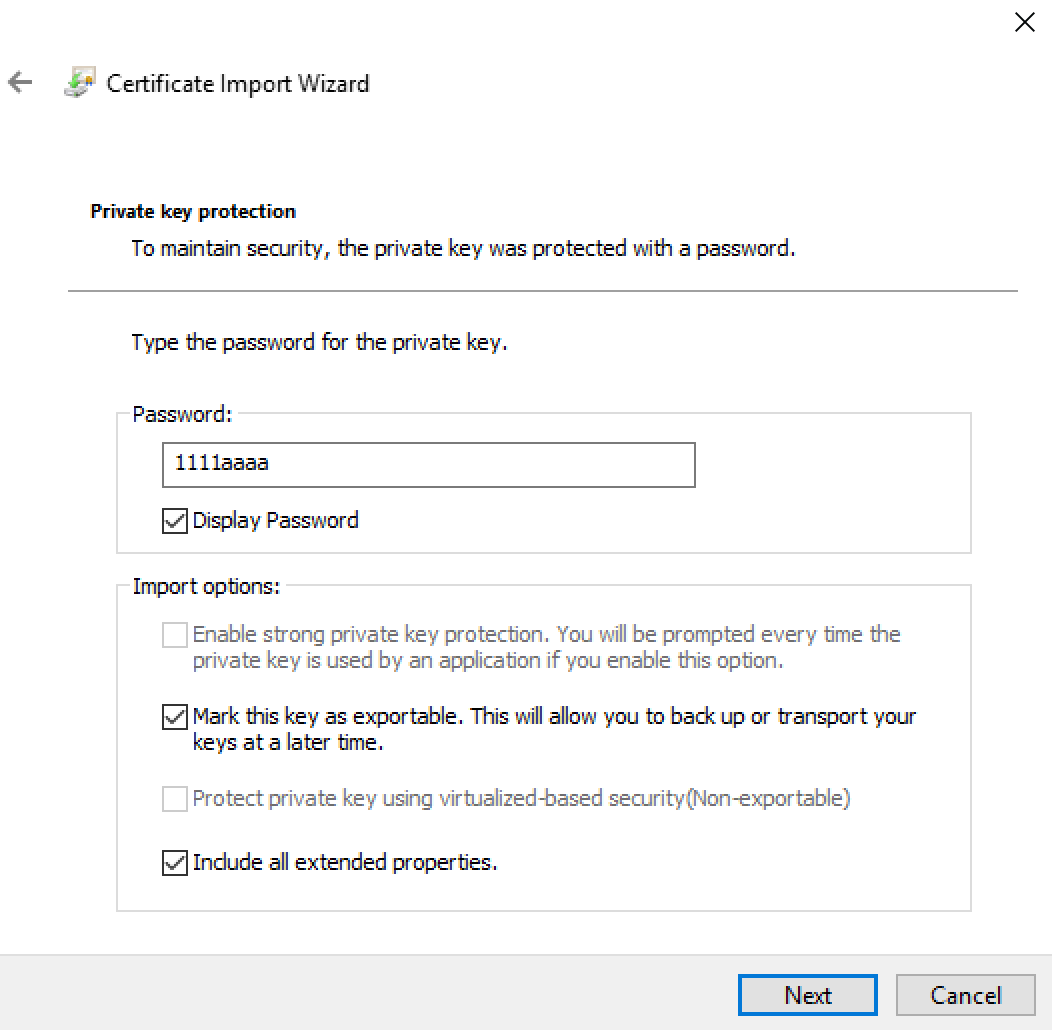 Certificate Import Wizard
Private key protection
To maintain security, the private key was protected with a password.
Type the password for the private key.
Password:
1111aaaa
Display Password
Import options:
Enable strong private key protection. You will be prompted every time the
private key is used by an application if you enable this option.
Mark this key as exportable. This will allow you to back up or transport your
keys at a later time.
Protect private key using virtualized-based security(Non-exportable)
Include all extended properties.
Next
Cancel